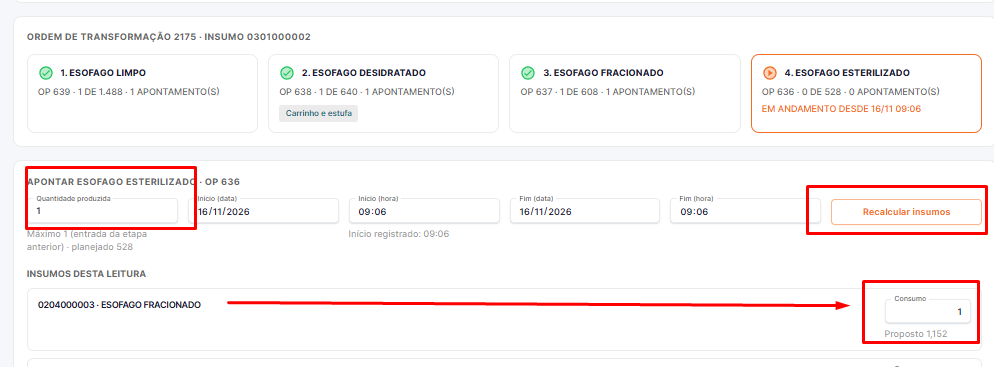 ORDEM DE TRANSFORMAÇÃO 2175 · INSUMO 0301000002
1. ESOFAGO LIMPO
OP 639 · 1 DE 1.488 · 1 APONTAMENTO(S)
2. ESOFAGO DESIDRATADO
OP 638 · 1 DE 640 · 1 APONTAMENTO(S)
Carrinho e estufa
3. ESOFAGO FRACIONADO
OP 637 · 1 DE 608 · 1 APONTAMENTO(S)
4. ESOFAGO ESTERILIZADO
OP 636 · 0 DE 528 · 0 APONTAMENTO(S)
EM ANDAMENTO DESDE 16/11 09:06
APONTAR ESOFAGO ESTERILIZADO · OP 636
Quantidade produzida
1
Início (data)
16/11/2026
Início (hora)
09:06
Fim (data)
16/11/2026
Fim (hora)
09:06
Recalcular insumos
Máximo 1 (entrada da etapa
anterior) · planejado 528
Início registrado: 09:06
INSUMOS DESTA LEITURA
0204000003 · ESOFAGO FRACIONADO
Consumo
1
Proposto 1,152